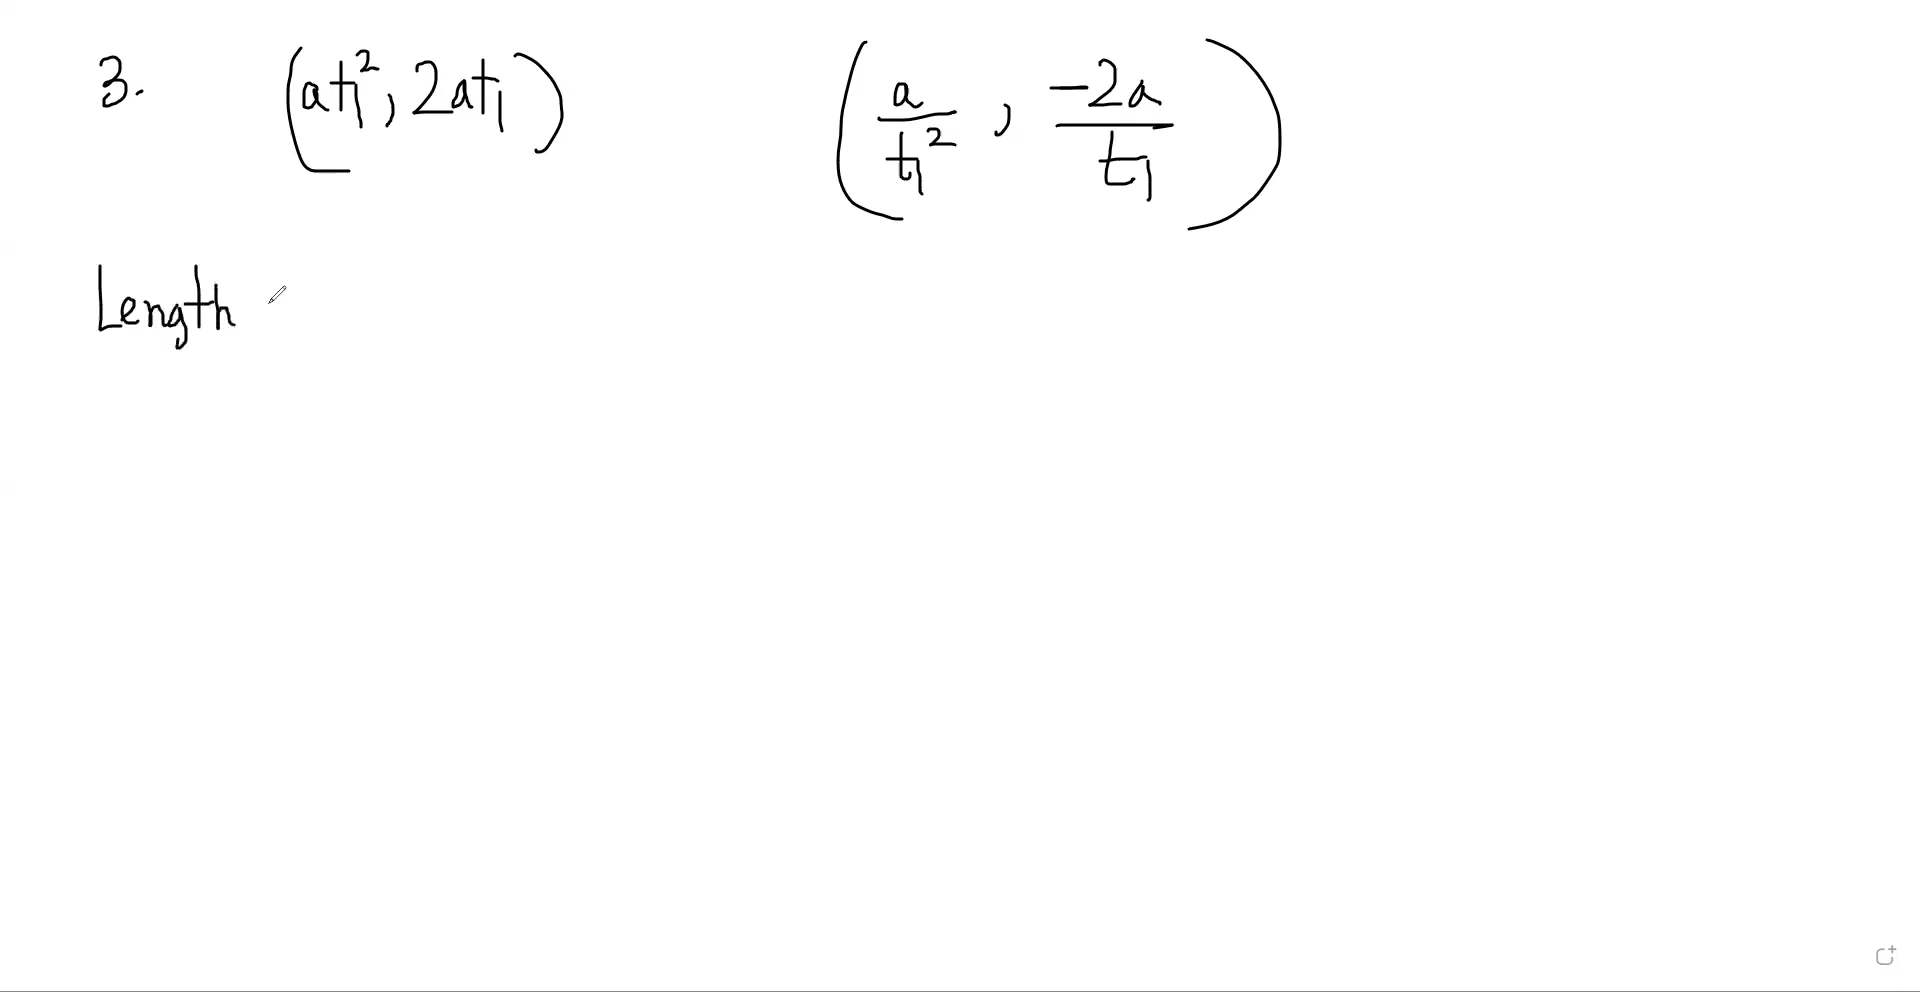 3. (at₁², 2at₁) (a/t₁², -2a/t₁)
Length